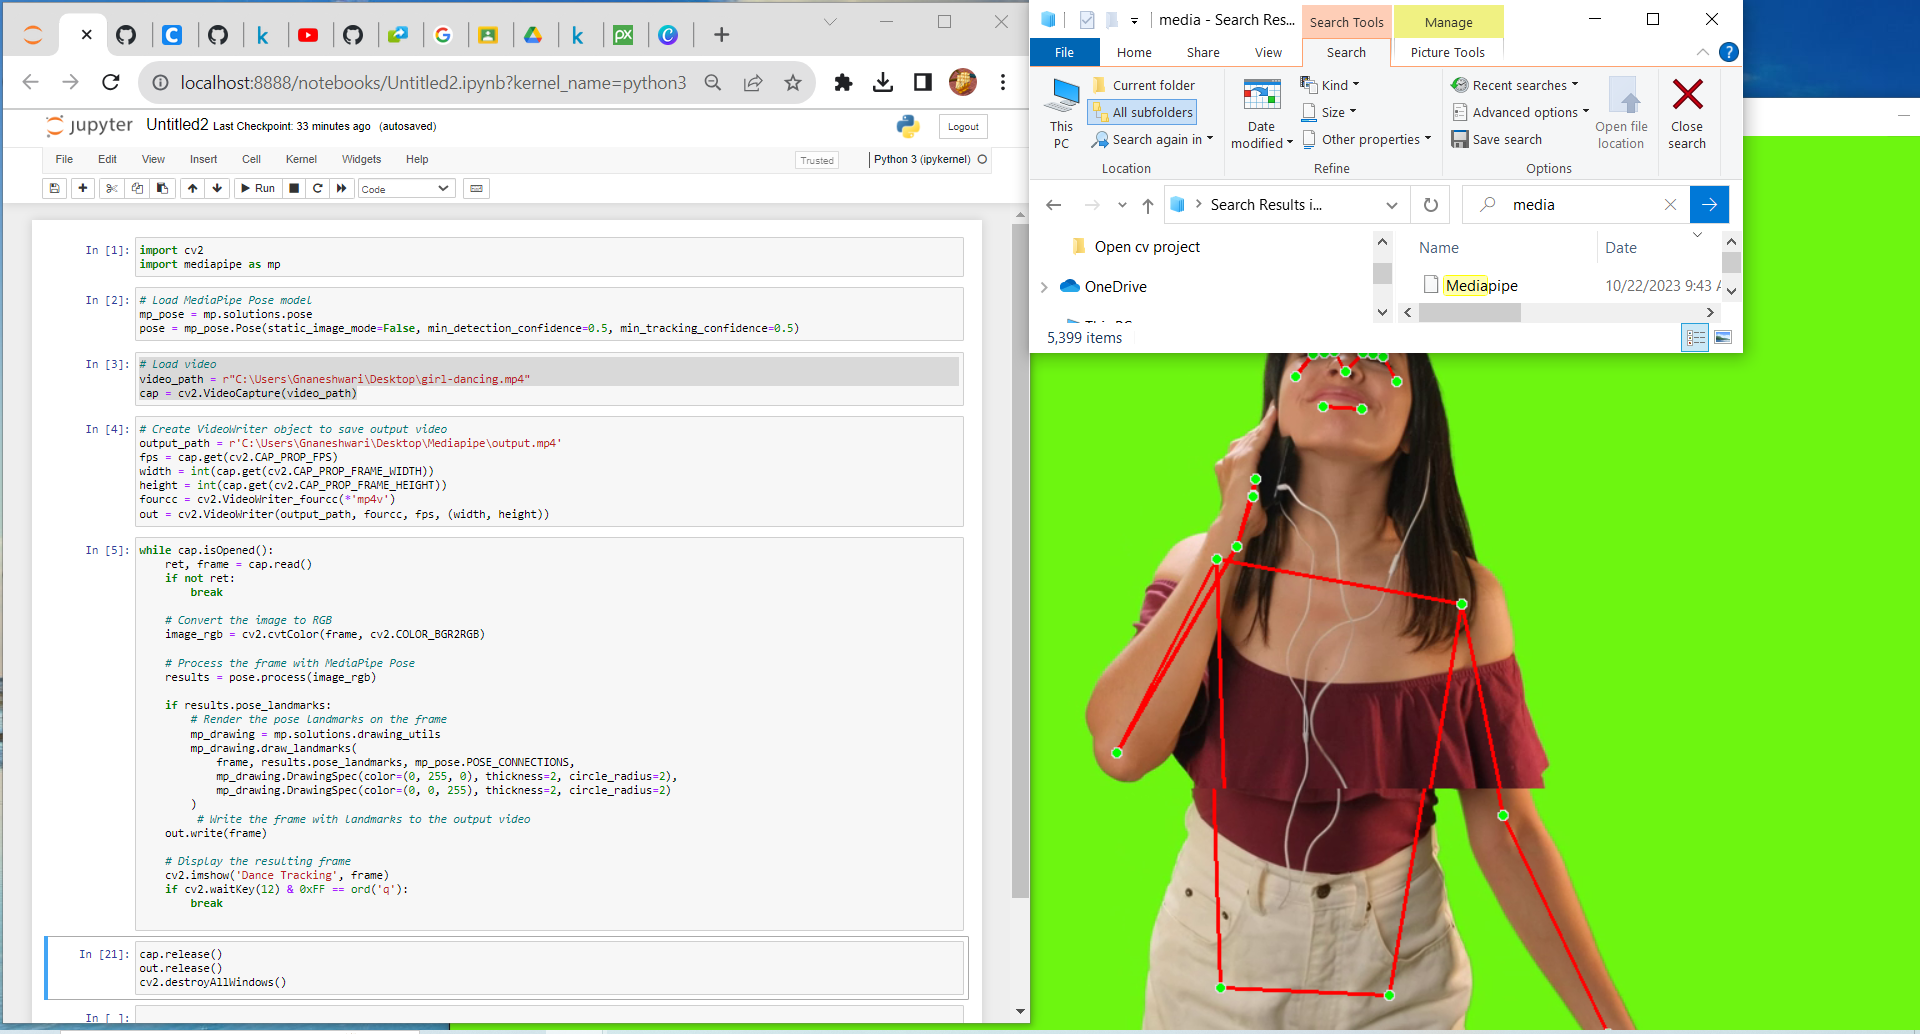 localhost:8888/notebooks/Untitled2.ipynb?kernel_name=python3
jupyter Untitled2 Last Checkpoint: 33 minutes ago (autosaved)
Logout
File Edit View Insert Cell Kernel Widgets Help
Trusted
Python 3 (ipykernel)
Run
Code
In [1]:
import cv2
import mediapipe as mp
In [2]:
# Load MediaPipe Pose model
mp_pose = mp.solutions.pose
pose = mp_pose.Pose(static_image_mode=False, min_detection_confidence=0.5, min_tracking_confidence=0.5)
In [3]:
# Load video
video_path = r"C:\Users\Gnaneshwari\Desktop\girl-dancing.mp4"
cap = cv2.VideoCapture(video_path)
In [4]:
# Create VideoWriter object to save output video
output_path = r'C:\Users\Gnaneshwari\Desktop\Mediapipe\output.mp4'
fps = cap.get(cv2.CAP_PROP_FPS)
width = int(cap.get(cv2.CAP_PROP_FRAME_WIDTH))
height = int(cap.get(cv2.CAP_PROP_FRAME_HEIGHT))
fourcc = cv2.VideoWriter_fourcc(*'mp4v')
out = cv2.VideoWriter(output_path, fourcc, fps, (width, height))
In [5]:
while cap.isOpened():
ret, frame = cap.read()
if not ret:
break
# Convert the image to RGB
image_rgb = cv2.cvtColor(frame, cv2.COLOR_BGR2RGB)
# Process the frame with MediaPipe Pose
results = pose.process(image_rgb)
if results.pose_landmarks:
# Render the pose landmarks on the frame
mp_drawing = mp.solutions.drawing_utils
mp_drawing.draw_landmarks(
frame, results.pose_landmarks, mp_pose.POSE_CONNECTIONS,
mp_drawing.DrawingSpec(color=(0, 255, 0), thickness=2, circle_radius=2),
mp_drawing.DrawingSpec(color=(0, 0, 255), thickness=2, circle_radius=2)
)
# Write the frame with landmarks to the output video
out.write(frame)
# Display the resulting frame
cv2.imshow('Dance Tracking', frame)
if cv2.waitKey(12) & 0xFF == ord('q'):
break
In [21]:
cap.release()
out.release()
cv2.destroyAllWindows()
In [ ]:
media - Search Res...
Search Tools
Manage
File Home Share View Search Picture Tools
This PC
Current folder
All subfolders
Search again in
Location
Date modified
Kind
Size
Other properties
Refine
Recent searches
Advanced options
Save search
Options
Open file location
Close search
Search Results i...
media
Open cv project
OneDrive
Name
Date
Mediapipe
10/22/2023 9:43 A
5,399 items